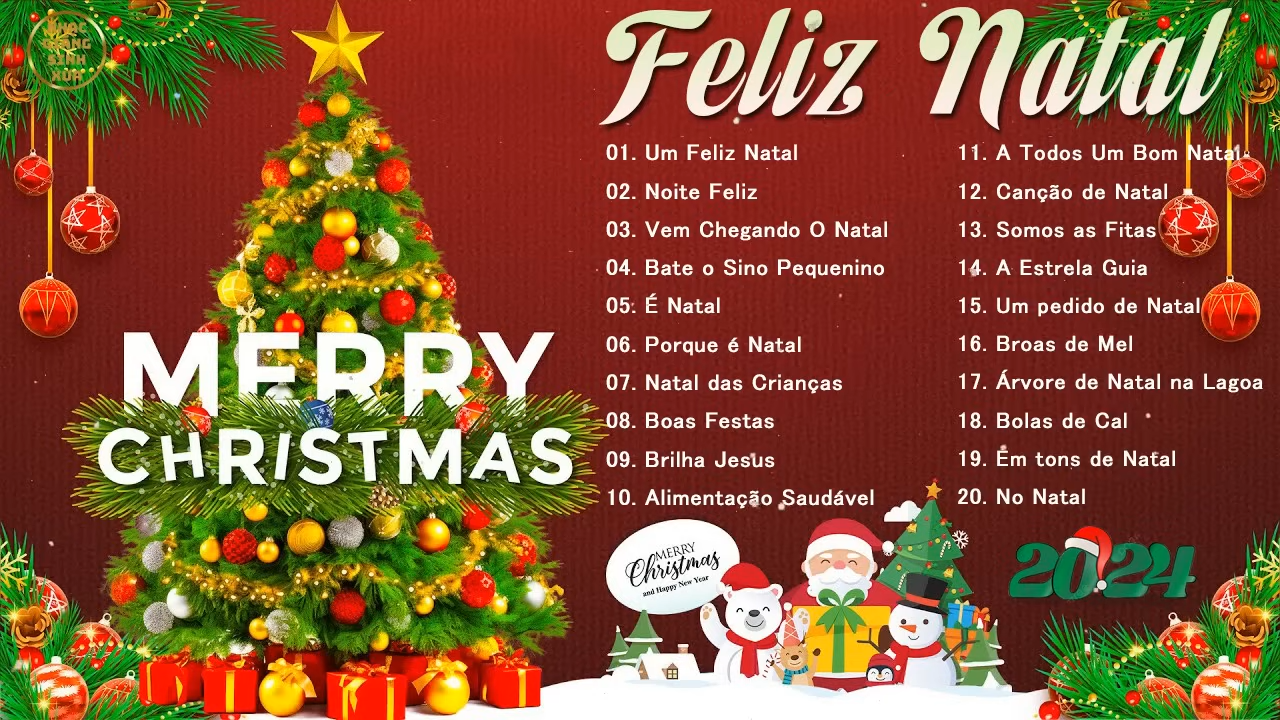 NHẠC
GIÁNG
SINH
XƯA
Feliz Natal
01. Um Feliz Natal
02. Noite Feliz
03. Vem Chegando O Natal
04. Bate o Sino Pequenino
05. É Natal
06. Porque é Natal
07. Natal das Crianças
08. Boas Festas
09. Brilha Jesus
10. Alimentação Saudável
11. A Todos Um Bom Natal
12. Canção de Natal
13. Somos as Fitas
14. A Estrela Guia
15. Um pedido de Natal
16. Broas de Mel
17. Árvore de Natal na Lagoa
18. Bolas de Cal
19. Em tons de Natal
20. No Natal
MERRY
CHRISTMAS
MERRY
Christmas
and Happy New Year
2024